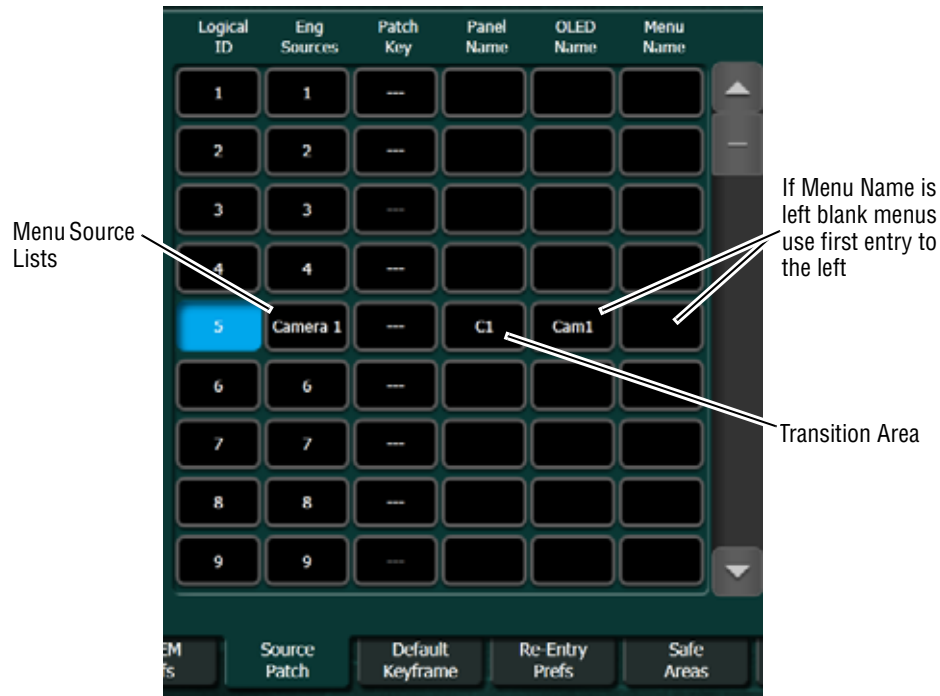 Logical ID Eng Sources Patch Key Panel Name OLED Name Menu Name
1 1 ---
2 2 ---
3 3 ---
4 4 ---
5 Camera 1 --- C1 Cam1
6 6 ---
7 7 ---
8 8 ---
9 9 ---
Menu Source
Lists
If Menu Name is
left blank menus
use first entry to
the left
Transition Area
EM Source Default Re-Entry Safe
fs Patch Keyframe Prefs Areas